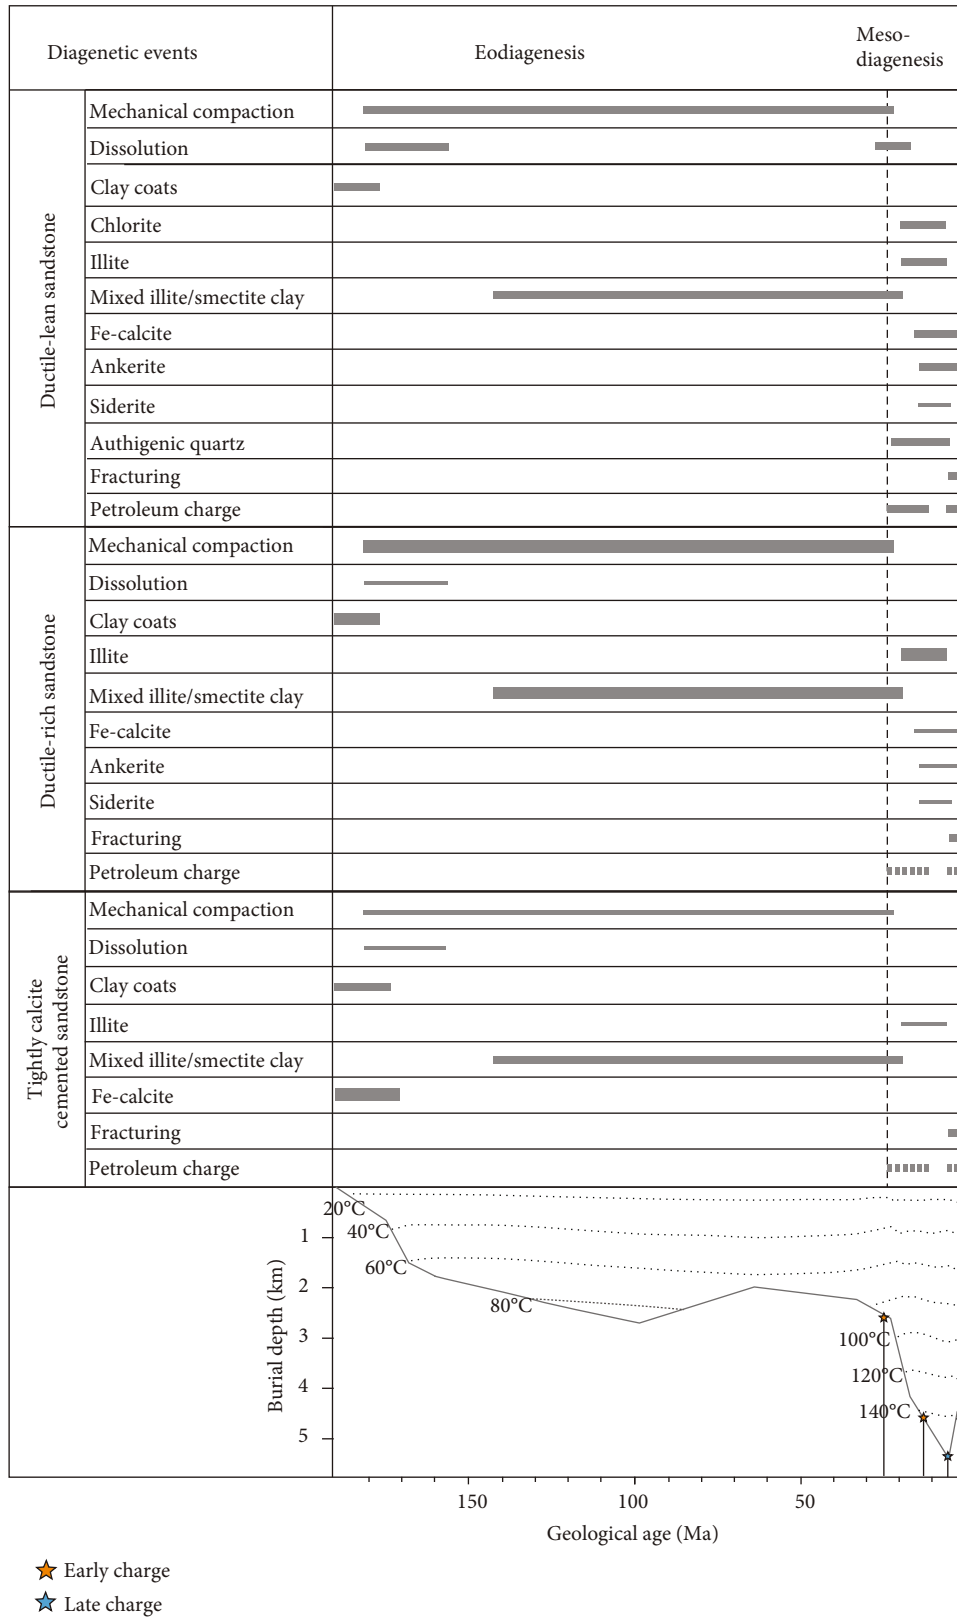 Diagenetic events
Eodiagenesis
Meso-
diagenesis
Ductile-lean sandstone
Mechanical compaction
Dissolution
Clay coats
Chlorite
Illite
Mixed illite/smectite clay
Fe-calcite
Ankerite
Siderite
Authigenic quartz
Fracturing
Petroleum charge
Ductile-rich sandstone
Mechanical compaction
Dissolution
Clay coats
Illite
Mixed illite/smectite clay
Fe-calcite
Ankerite
Siderite
Fracturing
Petroleum charge
Tightly calcite
cemented sandstone
Mechanical compaction
Dissolution
Clay coats
Illite
Mixed illite/smectite clay
Fe-calcite
Fracturing
Petroleum charge
Burial depth (km)
1
2
3
4
5
20°C
40°C
60°C
80°C
100°C
120°C
140°C
150
100
50
Geological age (Ma)
Early charge
Late charge